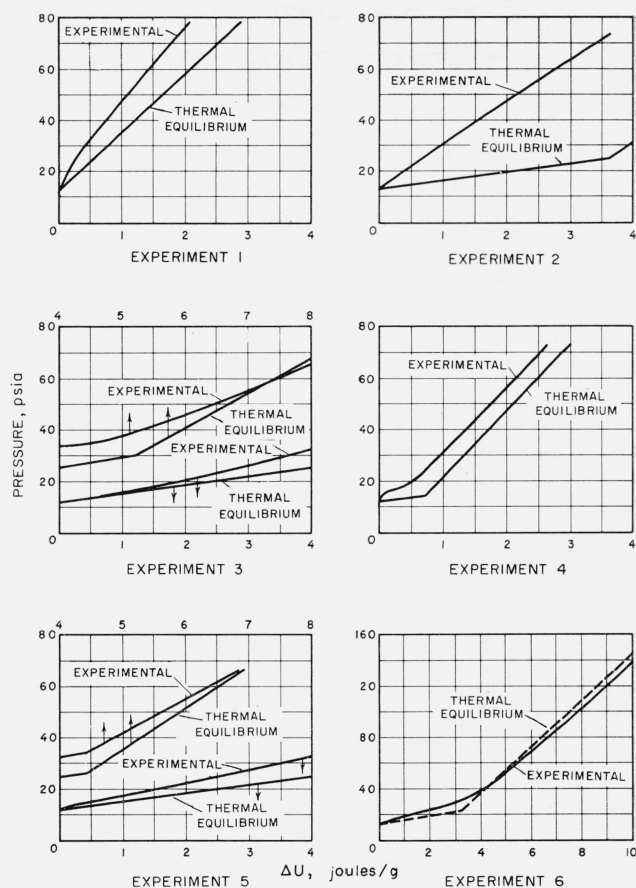 80
60
40
20
0
EXPERIMENTAL
THERMAL
EQUILIBRIUM
1
2
3
4
EXPERIMENT 1
80
60
40
20
0
EXPERIMENTAL
THERMAL
EQUILIBRIUM
1
2
3
4
EXPERIMENT 2
PRESSURE, psia
4
5
6
7
8
80
60
40
20
0
EXPERIMENTAL
THERMAL
EQUILIBRIUM
EXPERIMENTAL
THERMAL
EQUILIBRIUM
1
2
3
4
EXPERIMENT 3
80
60
40
20
0
EXPERIMENTAL
THERMAL
EQUILIBRIUM
1
2
3
4
EXPERIMENT 4
4
5
6
7
8
80
60
40
20
0
EXPERIMENTAL
THERMAL
EQUILIBRIUM
EXPERIMENTAL
THERMAL
EQUILIBRIUM
1
2
3
4
EXPERIMENT 5
160
120
80
40
0
THERMAL
EQUILIBRIUM
EXPERIMENTAL
2
4
6
8
10
EXPERIMENT 6
ΔU, joules/g